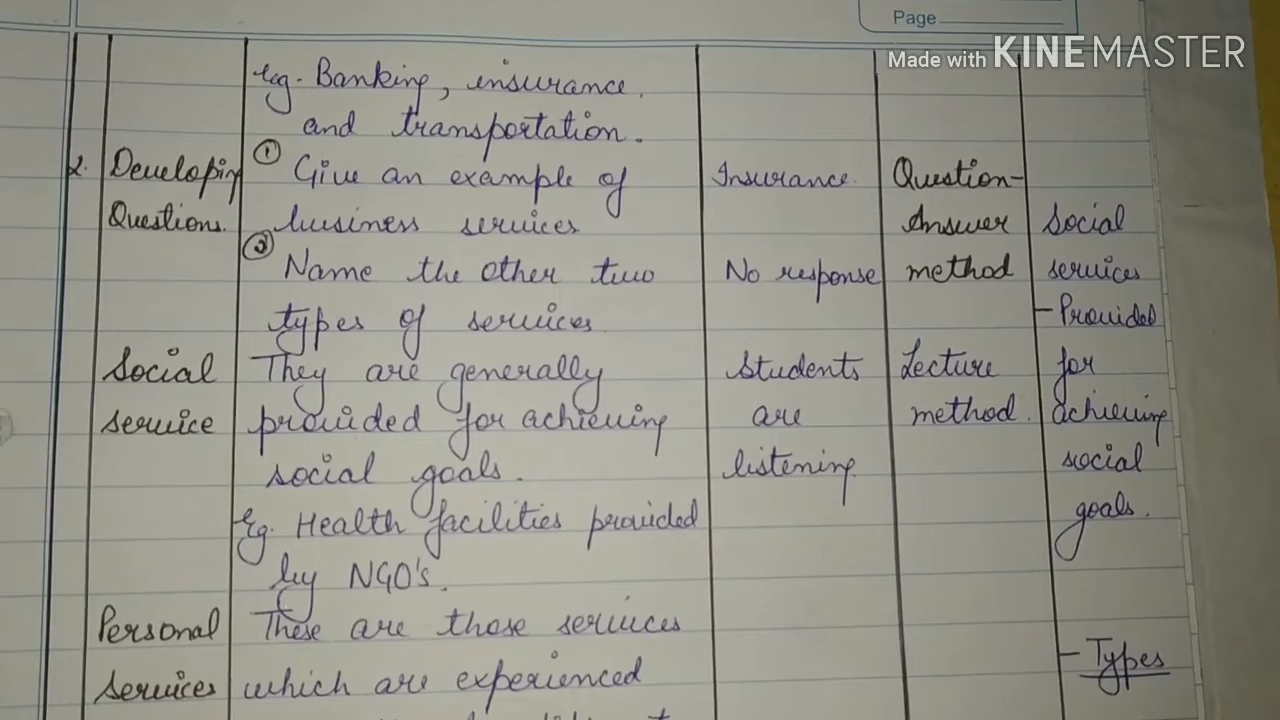 Page
Made with KINEMASTER
Eg. Banking, insurance.
and transportation.
2. Developing ① Give an example of Insurance. Question-
Questions. business services Answer Social
② Name the other two No response method services
types of services - Provided
Social They are generally Students Lecture for
service provided for achieving are method. achieving
social goals. listening. social
Eg. Health facilities provided goals.
by NGO's.
Personal These are those services - Types
services which are experienced